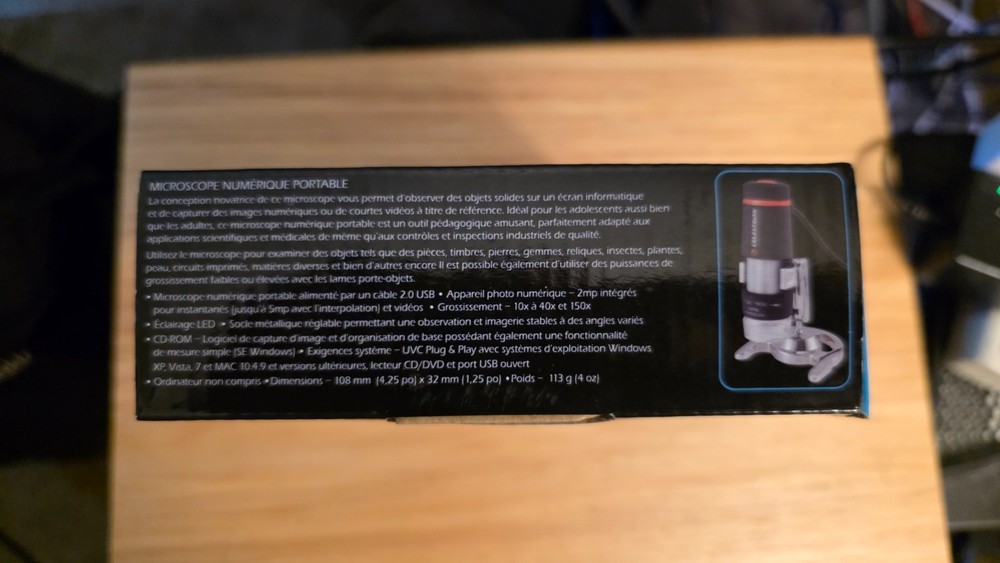 MICROSCOPE NUMÉRIQUE PORTABLE
La conception novatrice de ce microscope vous permet d'observer des objets solides sur un écran informatique
et de capturer des images numériques ou de courtes vidéos à titre de référence. Idéal pour les adolescents aussi bien
que les adultes, ce microscope numérique portable est un outil pédagogique amusant, parfaitement adapté aux
applications scientifiques et médicales de même qu'aux contrôles et inspections industriels de qualité.
Utilisez le microscope pour examiner des objets tels que des pièces, timbres, pierres, gemmes, reliques, insectes, plantes,
peau, circuits imprimés, matières diverses et bien d'autres encore Il est possible également d'utiliser des puissances de
grossissement faibles ou élevées avec les lames porte-objets.
• Microscope numérique portable alimenté par un câble 2.0 USB • Appareil photo numérique – 2mp intégrés
pour instantanés (jusqu'à 5mp avec l'interpolation) et vidéos • Grossissement – 10x à 40x et 150x
• Éclairage LED • Socle métallique réglable permettant une observation et imagerie stables à des angles variés
• CD-ROM – Logiciel de capture d'image et d'organisation de base possédant également une fonctionnalité
de mesure simple (SE Windows) • Exigences système – UVC Plug & Play avec systèmes d'exploitation Windows
XP, Vista, 7 et MAC 10.4.9 et versions ultérieures, lecteur CD/DVD et port USB ouvert
• Ordinateur non compris • Dimensions – 108 mm (4,25 po) x 32 mm (1,25 po) • Poids – 113 g (4 oz)
CELESTRON